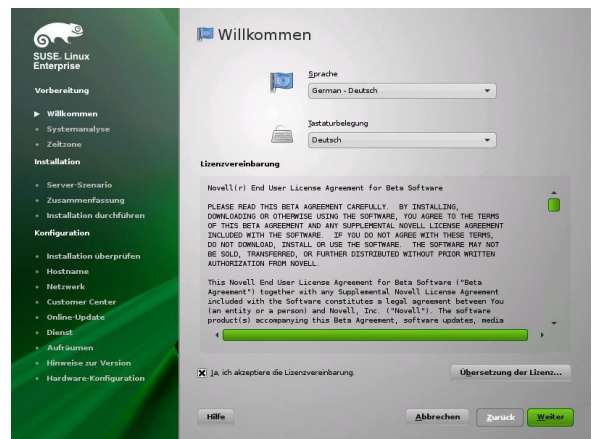 SUSE. Linux
Enterprise
Vorbereitung
Willkommen
Systemanalyse
Zeitzone
Installation
Server-Szenario
Zusammenfassung
Installation durchführen
Konfiguration
Installation überprüfen
Hostname
Netzwerk
Customer Center
Online-Update
Dienst
Aufräumen
Hinweise zur Version
Hardware-Konfiguration
Willkommen
Sprache
German - Deutsch
Tastaturbelegung
Deutsch
Lizenzvereinbarung
Novell(r) End User License Agreement for Beta Software
PLEASE READ THIS BETA AGREEMENT CAREFULLY. BY INSTALLING,
DOWNLOADING OR OTHERWISE USING THE SOFTWARE, YOU AGREE TO THE TERMS
OF THIS BETA AGREEMENT AND ANY SUPPLEMENTAL NOVELL LICENSE AGREEMENT
INCLUDED WITH THE SOFTWARE. IF YOU DO NOT AGREE WITH THESE TERMS,
DO NOT DOWNLOAD, INSTALL OR USE THE SOFTWARE. THE SOFTWARE MAY NOT
BE SOLD, TRANSFERRED, OR FURTHER DISTRIBUTED WITHOUT PRIOR WRITTEN
AUTHORIZATION FROM NOVELL.
This Novell End User License Agreement for Beta Software ("Beta
Agreement") together with any Supplemental Novell License Agreement
included with the Software constitutes a legal agreement between You
(an entity or a person) and Novell, Inc. ("Novell"). The software
product(s) accompanying this Beta Agreement, software updates, media
Ja, ich akzeptiere die Lizenzvereinbarung.
Übersetzung der Lizenz...
Hilfe
Abbrechen
Zurück
Weiter